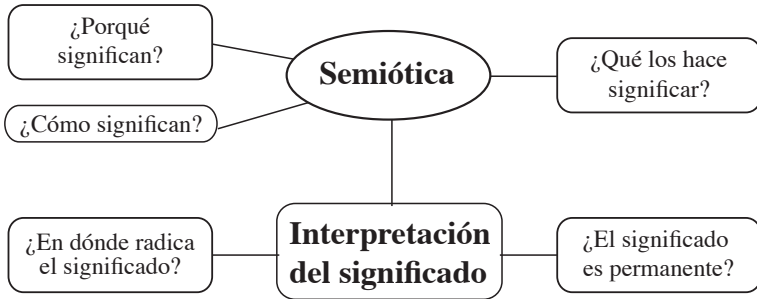 ¿Porqué
significan?
Semiótica
¿Qué los hace
significar?
¿Cómo significan?
¿En dónde radica
el significado?
Interpretación
del significado
¿El significado
es permanente?